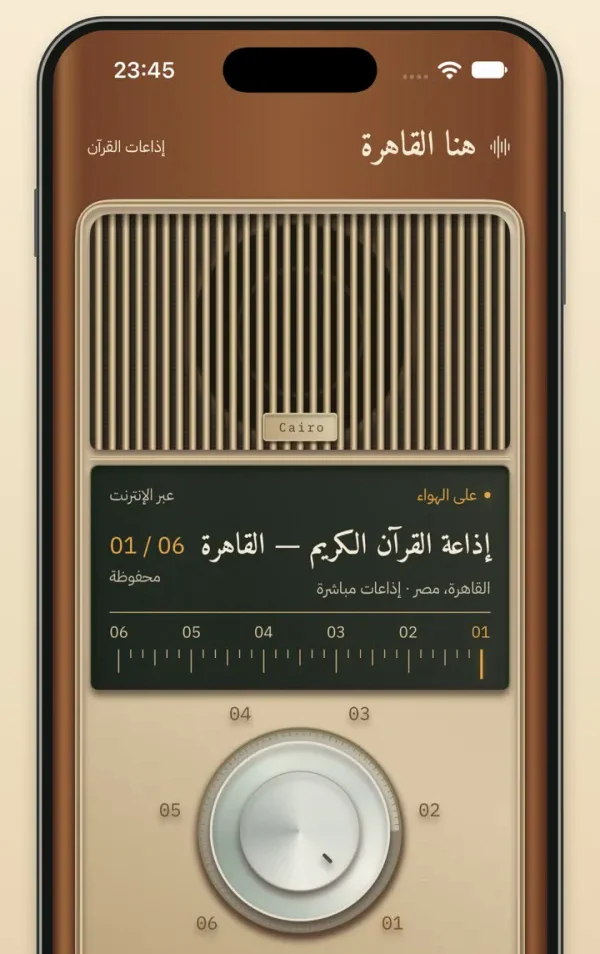 23:45
هنا القاهرة
إذاعات القرآن
Cairo
على الهواء
عبر الإنترنت
إذاعة القرآن الكريم — القاهرة
01 / 06
القاهرة، مصر · إذاعات مباشرة
محفوظة
06 05 04 03 02 01
04 03
05 02
06 01